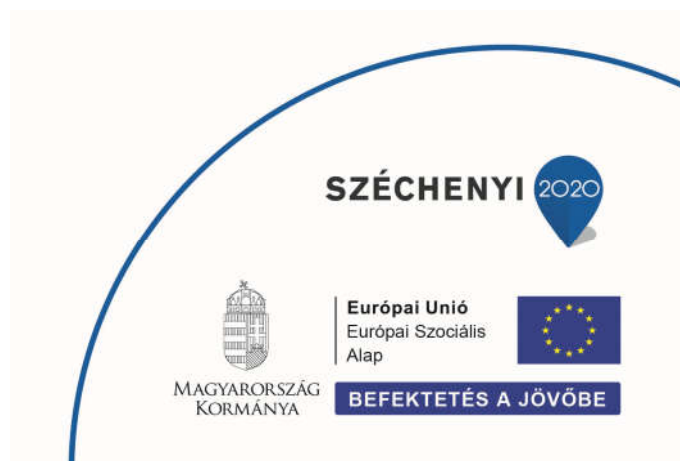 SZÉCHENYI 2020
Európai Unió
Európai Szociális
Alap
MAGYARORSZÁG
KORMÁNYA
BEFEKTETÉS A JÖVŐBE